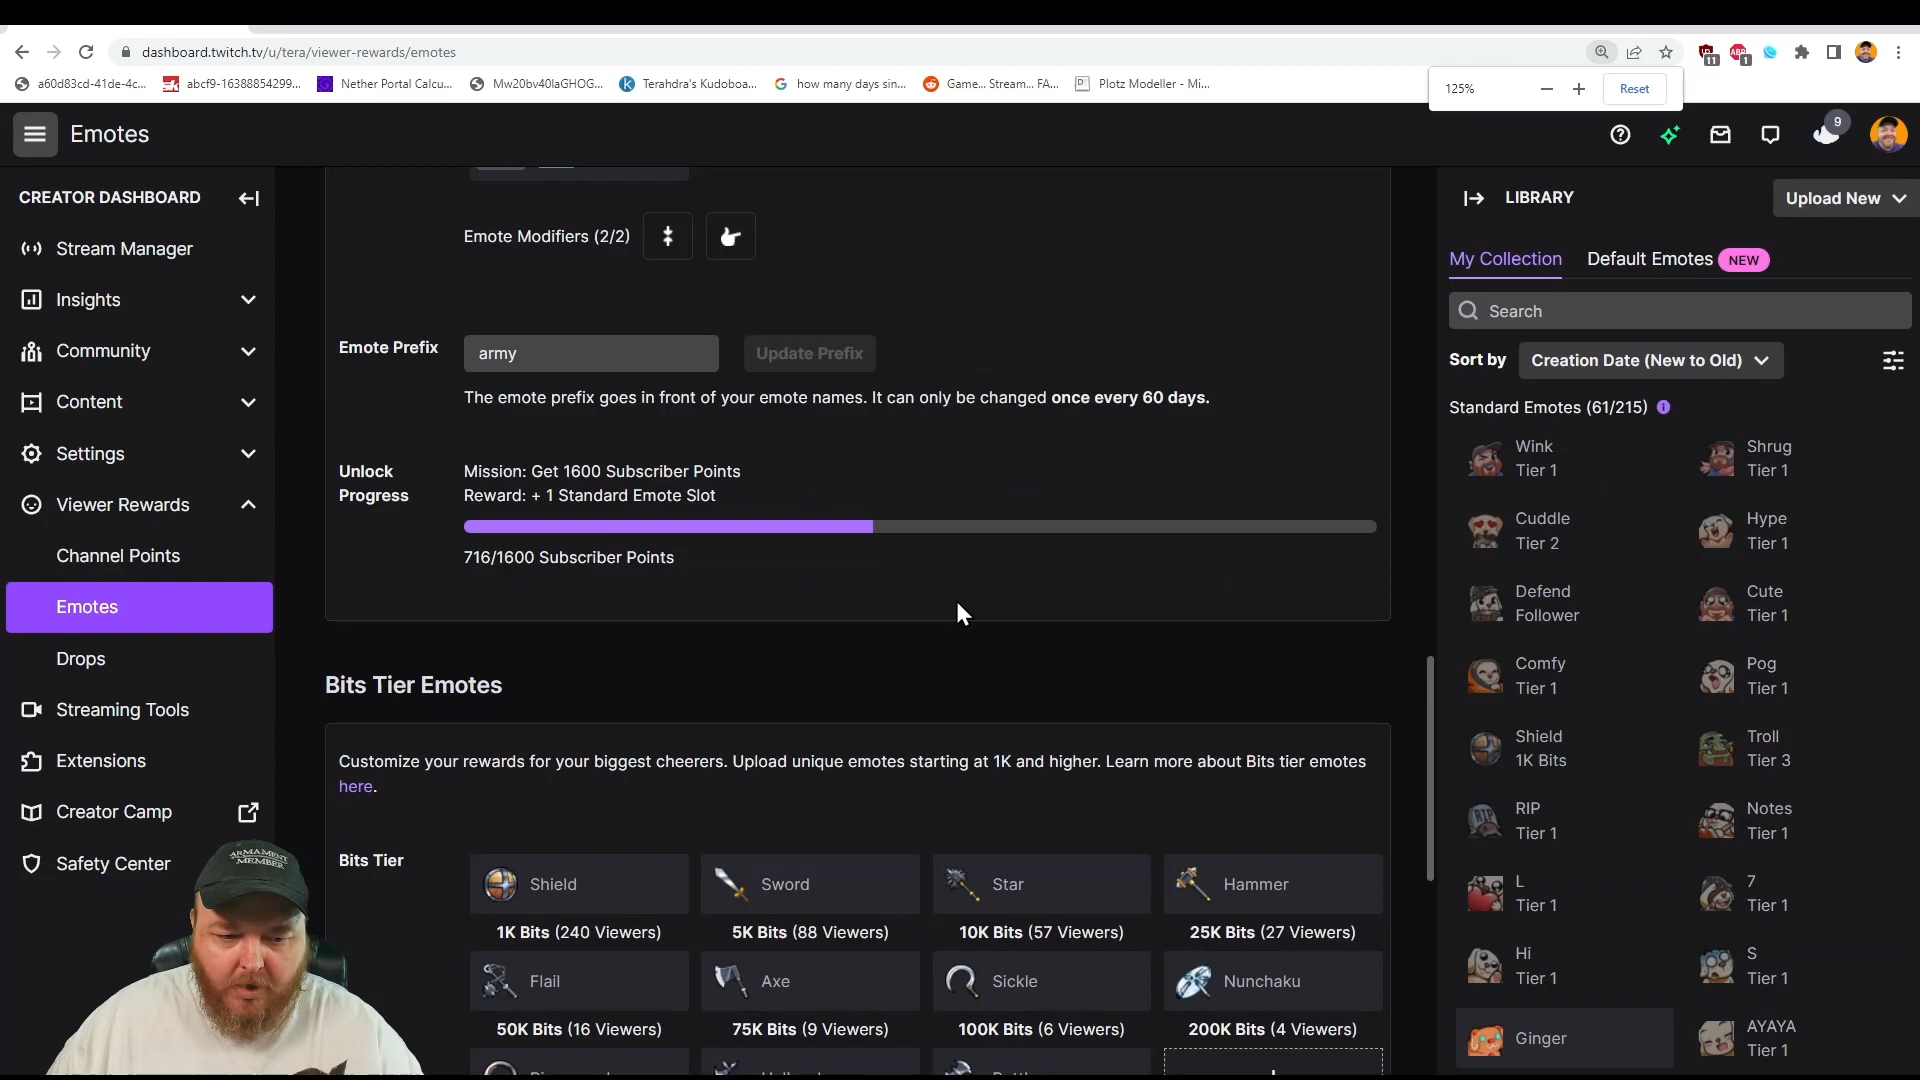 dashboard.twitch.tv/u/tera/viewer-rewards/emotes
11
1
a60d83cd-41de-4c...
abcf9-16388854299...
Nether Portal Calcu...
Mw20bv40laGHOG...
Terahdra's Kudoboa...
how many days sin...
Game... Stream... FA...
Plotz Modeller - Mi...
125%
Reset
Emotes
9
CREATOR DASHBOARD
Stream Manager
Insights
Community
Content
Settings
Viewer Rewards
Channel Points
Emotes
Drops
Streaming Tools
Extensions
Creator Camp
Safety Center
Emote Modifiers (2/2)
Emote Prefix
army
Update Prefix
The emote prefix goes in front of your emote names. It can only be changed once every 60 days.
Unlock
Progress
Mission: Get 1600 Subscriber Points
Reward: + 1 Standard Emote Slot
716/1600 Subscriber Points
Bits Tier Emotes
Customize your rewards for your biggest cheerers. Upload unique emotes starting at 1K and higher. Learn more about Bits tier emotes
here.
Bits Tier
Shield
Sword
Star
Hammer
1K Bits (240 Viewers)
5K Bits (88 Viewers)
10K Bits (57 Viewers)
25K Bits (27 Viewers)
Flail
Axe
Sickle
Nunchaku
50K Bits (16 Viewers)
75K Bits (9 Viewers)
100K Bits (6 Viewers)
200K Bits (4 Viewers)
LIBRARY
Upload New
My Collection
Default Emotes
NEW
Search
Sort by
Creation Date (New to Old)
Standard Emotes (61/215)
Wink
Tier 1
Shrug
Tier 1
Cuddle
Tier 2
Hype
Tier 1
Defend
Follower
Cute
Tier 1
Comfy
Tier 1
Pog
Tier 1
Shield
1K Bits
Troll
Tier 3
RIP
Tier 1
Notes
Tier 1
L
Tier 1
7
Tier 1
Hi
Tier 1
S
Tier 1
Ginger
AYAYA
Tier 1
ARMAMENT
MEMBER